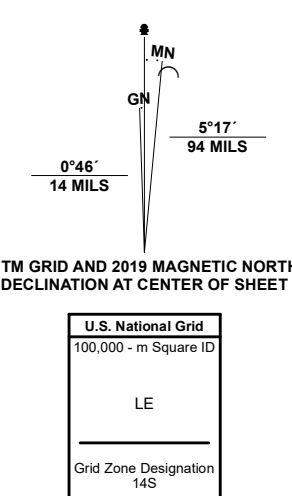 MN
GN
5°17´
94 MILS
0°46´
14 MILS
TM GRID AND 2019 MAGNETIC NORTH
DECLINATION AT CENTER OF SHEET
U.S. National Grid
100,000 - m Square ID
LE
Grid Zone Designation
14S